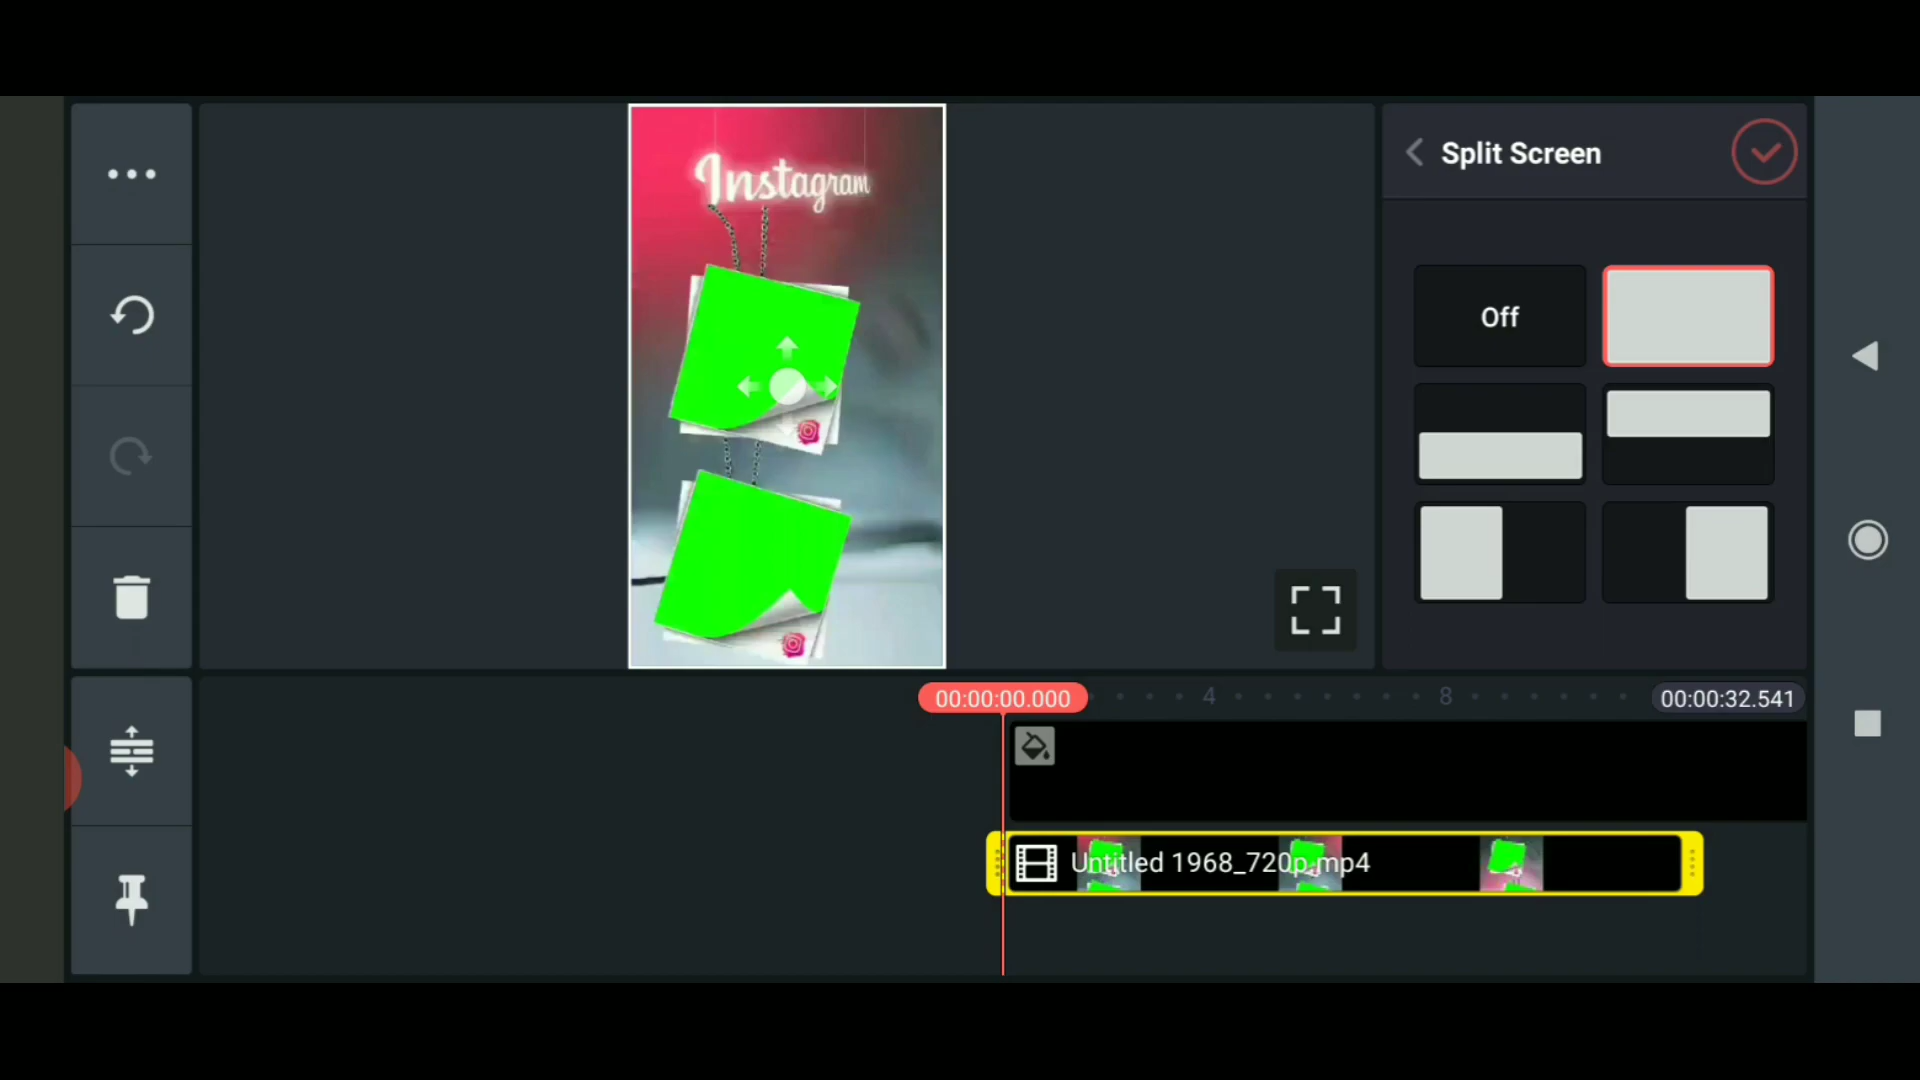 Instagram
Split Screen
Off
00:00:00.000
4
8
00:00:32.541
Untitled 1968_720p.mp4